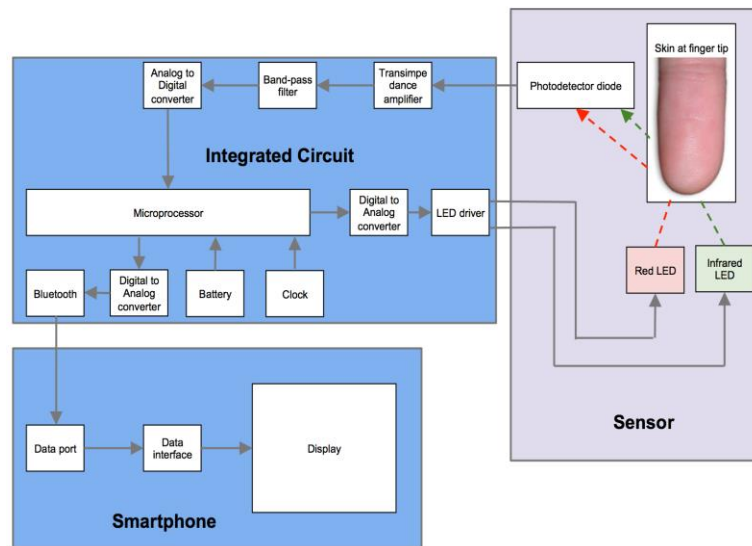 Skin at finger tip
Analog to
Digital
converter
Band-pass
filter
Transimpe
dance
amplifier
Photodetector diode
Integrated Circuit
Microprocessor
Digital to
Analog
converter
LED driver
Bluetooth
Digital to
Analog
converter
Battery
Clock
Red LED
Infrared
LED
Data port
Data
interface
Display
Sensor
Smartphone